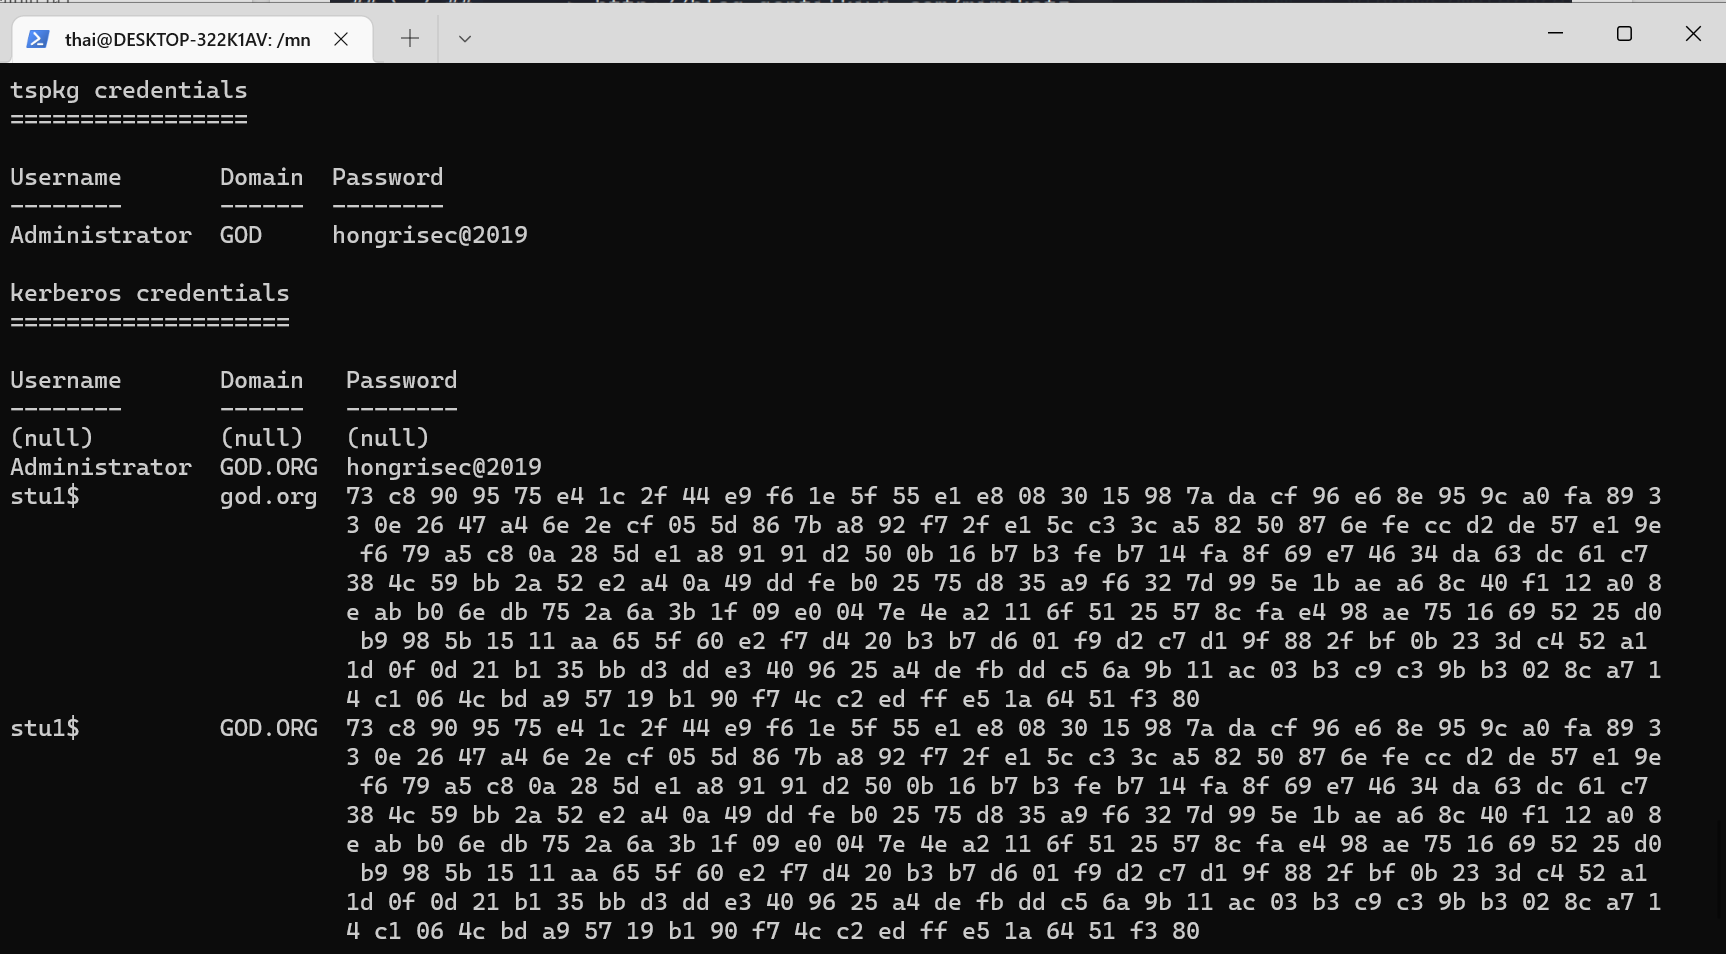 thai@DESKTOP-322K1AV: /mn
tspkg credentials
=================
Username       Domain  Password
--------       ------  --------
Administrator  GOD     hongrisec@2019
kerberos credentials
====================
Username       Domain   Password
--------       ------   --------
(null)         (null)   (null)
Administrator  GOD.ORG  hongrisec@2019
stu1$          god.org  73 c8 90 95 75 e4 1c 2f 44 e9 f6 1e 5f 55 e1 e8 08 30 15 98 7a da cf 96 e6 8e 95 9c a0 fa 89 3
                        3 0e 26 47 a4 6e 2e cf 05 5d 86 7b a8 92 f7 2f e1 5c c3 3c a5 82 50 87 6e fe cc d2 de 57 e1 9e
                         f6 79 a5 c8 0a 28 5d e1 a8 91 91 d2 50 0b 16 b7 b3 fe b7 14 fa 8f 69 e7 46 34 da 63 dc 61 c7
                        38 4c 59 bb 2a 52 e2 a4 0a 49 dd fe b0 25 75 d8 35 a9 f6 32 7d 99 5e 1b ae a6 8c 40 f1 12 a0 8
                        e ab b0 6e db 75 2a 6a 3b 1f 09 e0 04 7e 4e a2 11 6f 51 25 57 8c fa e4 98 ae 75 16 69 52 25 d0
                         b9 98 5b 15 11 aa 65 5f 60 e2 f7 d4 20 b3 b7 d6 01 f9 d2 c7 d1 9f 88 2f bf 0b 23 3d c4 52 a1
                        1d 0f 0d 21 b1 35 bb d3 dd e3 40 96 25 a4 de fb dd c5 6a 9b 11 ac 03 b3 c9 c3 9b b3 02 8c a7 1
                        4 c1 06 4c bd a9 57 19 b1 90 f7 4c c2 ed ff e5 1a 64 51 f3 80
stu1$          GOD.ORG  73 c8 90 95 75 e4 1c 2f 44 e9 f6 1e 5f 55 e1 e8 08 30 15 98 7a da cf 96 e6 8e 95 9c a0 fa 89 3
                        3 0e 26 47 a4 6e 2e cf 05 5d 86 7b a8 92 f7 2f e1 5c c3 3c a5 82 50 87 6e fe cc d2 de 57 e1 9e
                         f6 79 a5 c8 0a 28 5d e1 a8 91 91 d2 50 0b 16 b7 b3 fe b7 14 fa 8f 69 e7 46 34 da 63 dc 61 c7
                        38 4c 59 bb 2a 52 e2 a4 0a 49 dd fe b0 25 75 d8 35 a9 f6 32 7d 99 5e 1b ae a6 8c 40 f1 12 a0 8
                        e ab b0 6e db 75 2a 6a 3b 1f 09 e0 04 7e 4e a2 11 6f 51 25 57 8c fa e4 98 ae 75 16 69 52 25 d0
                         b9 98 5b 15 11 aa 65 5f 60 e2 f7 d4 20 b3 b7 d6 01 f9 d2 c7 d1 9f 88 2f bf 0b 23 3d c4 52 a1
                        1d 0f 0d 21 b1 35 bb d3 dd e3 40 96 25 a4 de fb dd c5 6a 9b 11 ac 03 b3 c9 c3 9b b3 02 8c a7 1
                        4 c1 06 4c bd a9 57 19 b1 90 f7 4c c2 ed ff e5 1a 64 51 f3 80